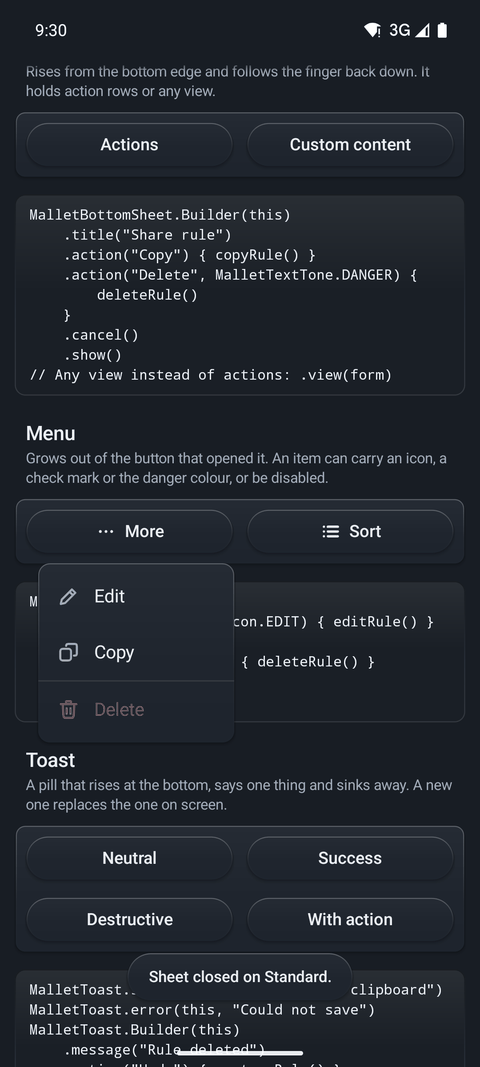 9:30
3G
Rises from the bottom edge and follows the finger back down. It
holds action rows or any view.
Actions
Custom content
MalletBottomSheet.Builder(this)
    .title("Share rule")
    .action("Copy") { copyRule() }
    .action("Delete", MalletTextTone.DANGER) {
        deleteRule()
    }
    .cancel()
    .show()
// Any view instead of actions: .view(form)
Menu
Grows out of the button that opened it. An item can carry an icon, a
check mark or the danger colour, or be disabled.
More
Sort
con.EDIT) { editRule() }
{ deleteRule() }
Edit
Copy
Delete
Toast
A pill that rises at the bottom, says one thing and sinks away. A new
one replaces the one on screen.
Neutral
Success
Destructive
With action
Sheet closed on Standard.
MalletToast. clipboard")
MalletToast.error(this, "Could not save")
MalletToast.Builder(this)
    .message("Rule deleted")